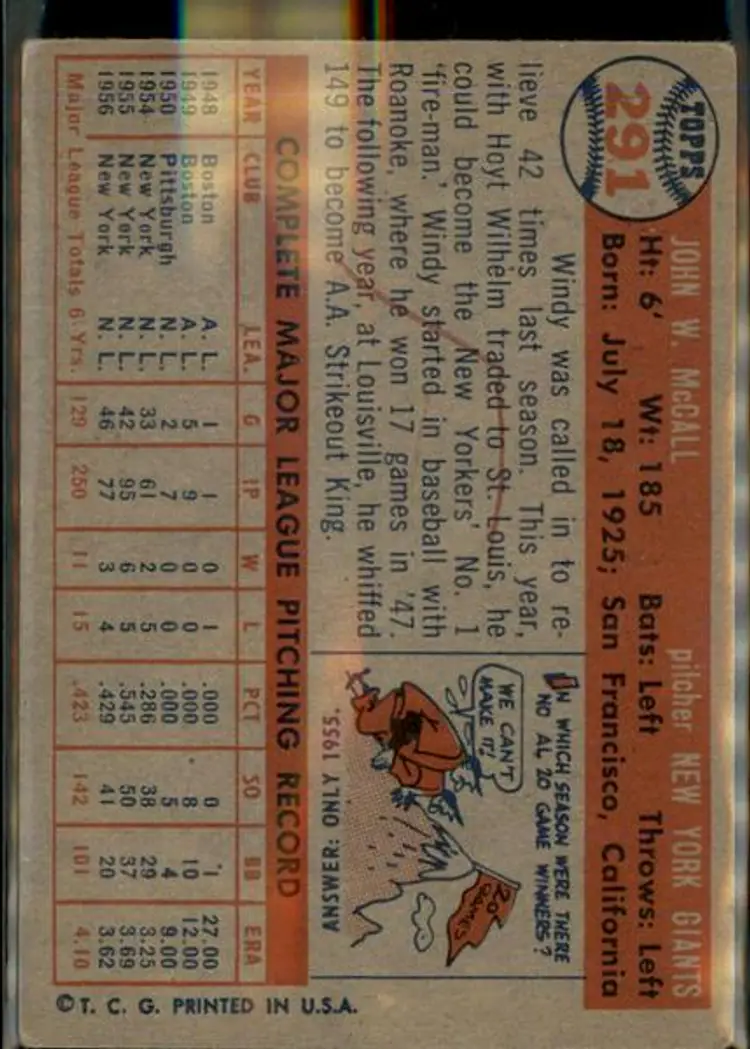 TOPPS
291
JOHN W. McCALL pitcher NEW YORK GIANTS
Ht: 6' Wt: 185 Bats: Left Throws: Left
Born: July 18, 1925; San Francisco, California
Windy was called in to re-
lieve 42 times last season. This year,
with Hoyt Wilhelm traded to St. Louis, he
could become the New Yorkers' No. 1
'fire-man.' Windy started in baseball with
Roanoke, where he won 17 games in '47.
The following year, at Louisville, he whiffed
149 to become A.A. Strikeout King.
IN WHICH SEASON WERE THERE
NO AL 20 GAME WINNERS?
WE CAN'T
MAKE IT!
20
Games
ANSWER: ONLY 1955.
COMPLETE MAJOR LEAGUE PITCHING RECORD
YEAR CLUB LEA. G IP W L PCT SO BB ERA
1948 Boston A. L. 1 1 0 1 .000 0 1 27.00
1949 Boston A. L. 5 9 0 0 .000 8 10 12.00
1950 Pittsburgh N. L. 2 7 0 0 .000 5 4 9.00
1954 New York N. L. 33 61 2 5 .286 38 29 3.25
1955 New York N. L. 42 95 6 5 .545 50 37 3.69
1956 New York N. L. 46 77 3 4 .429 41 20 3.62
Major League Totals 6 Yrs. 129 250 11 15 .423 142 101 4.10
©T. C. G. PRINTED IN U.S.A.